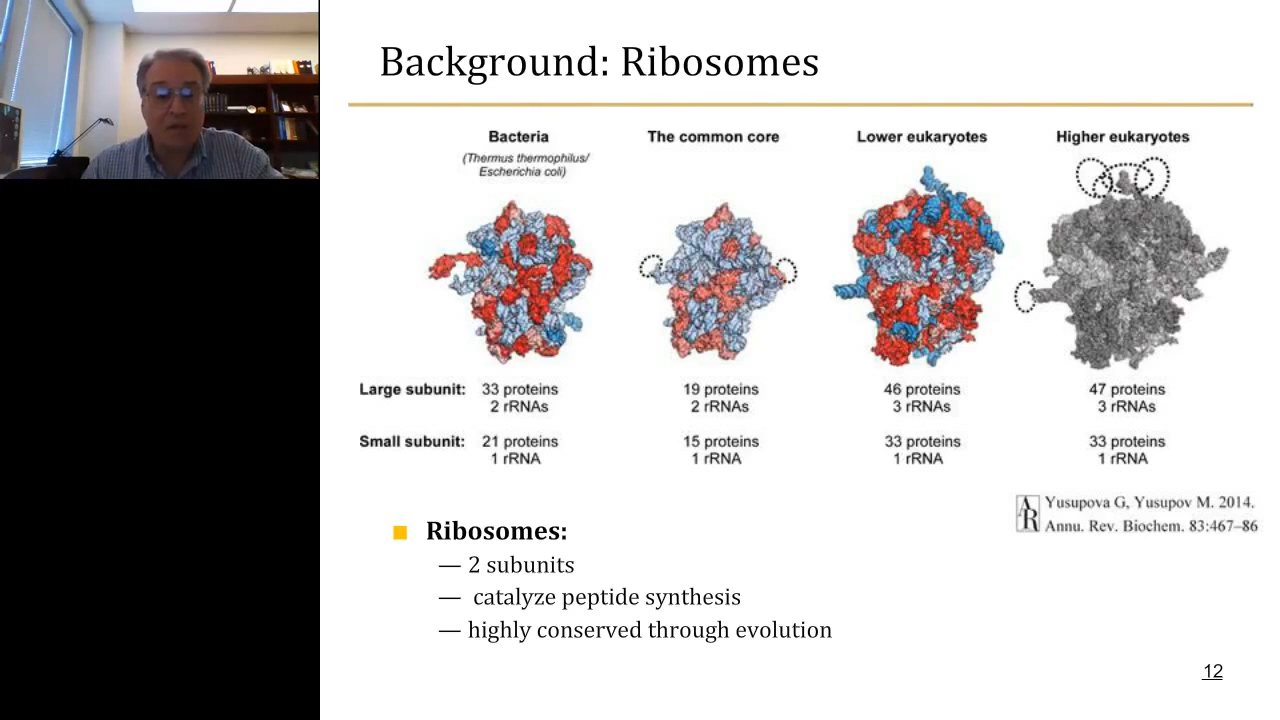 Background: Ribosomes
Bacteria
(Thermus thermophilus/
Escherichia coli)
The common core
Lower eukaryotes
Higher eukaryotes
Large subunit: 33 proteins 19 proteins 46 proteins 47 proteins
2 rRNAs 2 rRNAs 3 rRNAs 3 rRNAs
Small subunit: 21 proteins 15 proteins 33 proteins 33 proteins
1 rRNA 1 rRNA 1 rRNA 1 rRNA
AR Yusupova G, Yusupov M. 2014.
Annu. Rev. Biochem. 83:467–86
Ribosomes:
— 2 subunits
— catalyze peptide synthesis
— highly conserved through evolution
12